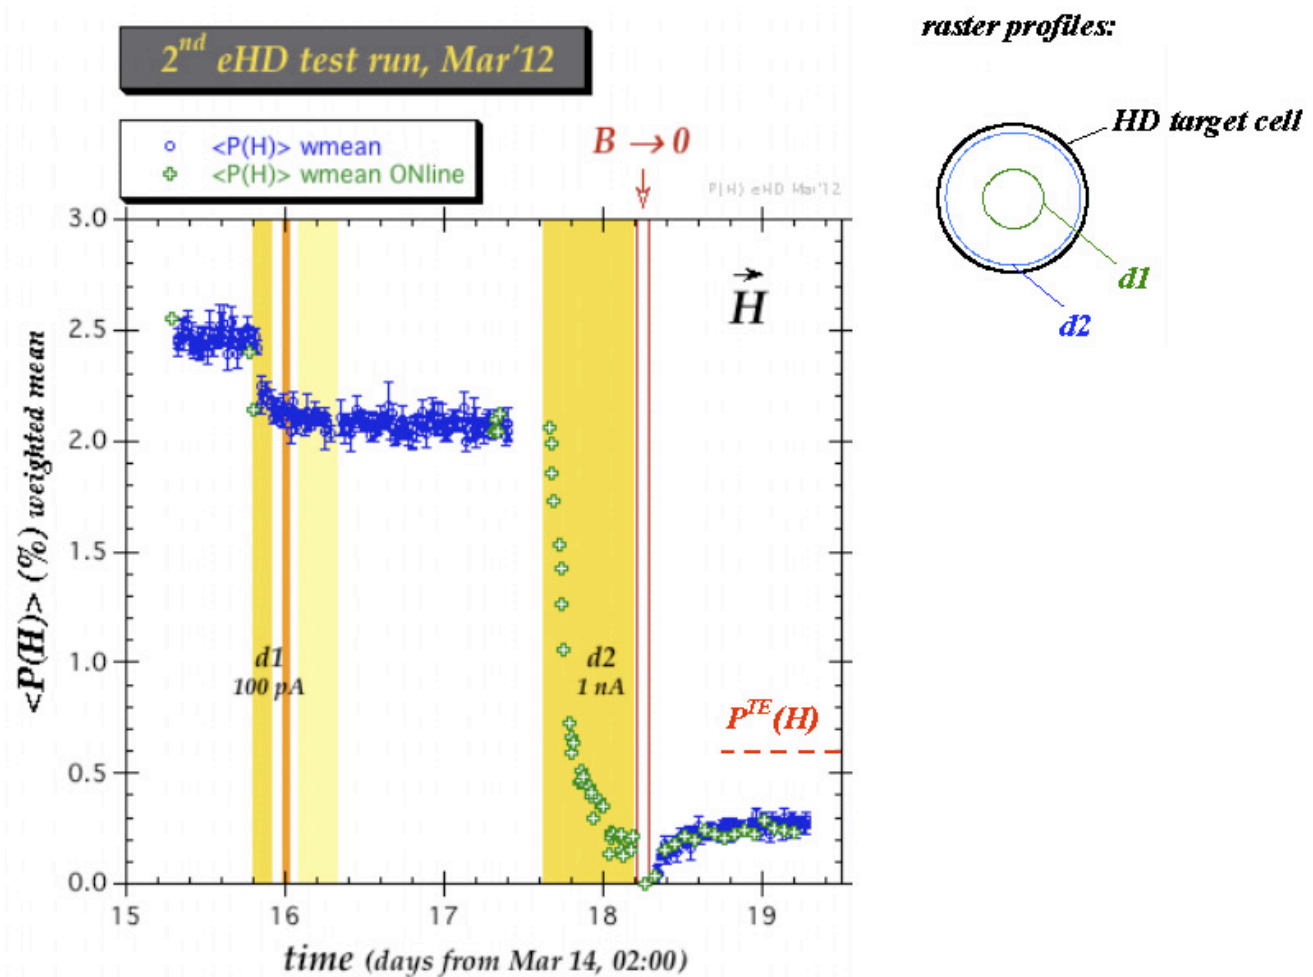 2nd eHD test run, Mar'12
<P(H)> wmean
<P(H)> wmean ONline
B → 0
P(H) eHD Mar'12
raster profiles:
HD target cell
d1
d2
H
<P(H)> (%) weighted mean
3.0
2.5
2.0
1.5
1.0
0.5
0.0
d1
100 pA
d2
1 nA
PTE(H)
15
16
17
18
19
time (days from Mar 14, 02:00)